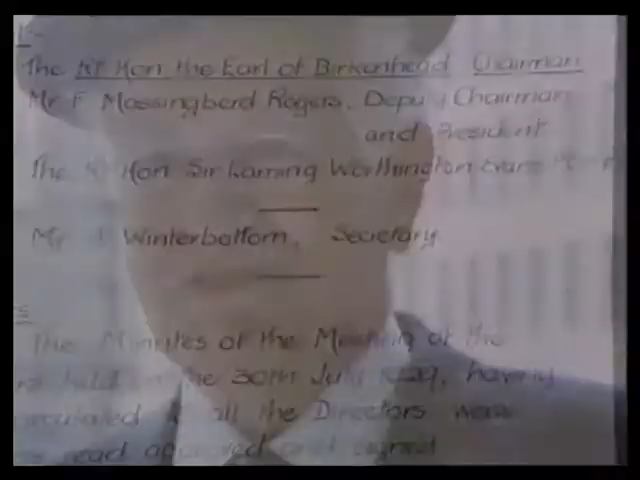 The Rt Hon the Earl of Birkenhead Chairman
Mr F Massingberd Rogers, Deputy Chairman
and President
The Rt Hon Sir Laming Worthington Evans
Mr Winterbottom, Secretary
The Minutes of the Meeting of the
held on the 30th July 1929, having
circulated to all the Directors were
read approved and signed